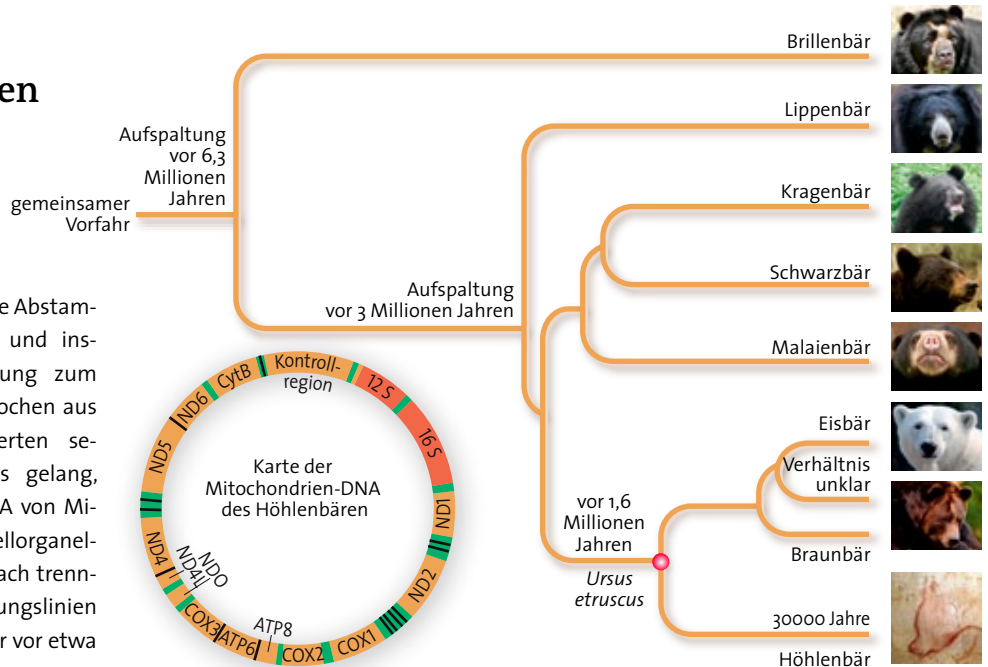 en
Brillenbär
Lippenbär
Aufspaltung
vor 6,3
Millionen
Jahren
gemeinsamer
Vorfahr
Kragenbär
Schwarzbär
Aufspaltung
vor 3 Millionen Jahren
Malaienbär
e Abstam-
und ins-
ung zum
ochen aus
erten se-
s gelang,
A von Mi-
ellorganel-
ach trenn-
ungslinien
r vor etwa
Kontroll-
region
12 S
16 S
ND1
ND2
COX1
COX2
ATP8
ATP6
COX3
NDO
ND4L
ND4
ND5
ND6
CytB
Karte der
Mitochondrien-DNA
des Höhlenbären
Eisbär
Verhältnis
unklar
Braunbär
vor 1,6
Millionen
Jahren
Ursus
etruscus
30000 Jahre
Höhlenbär